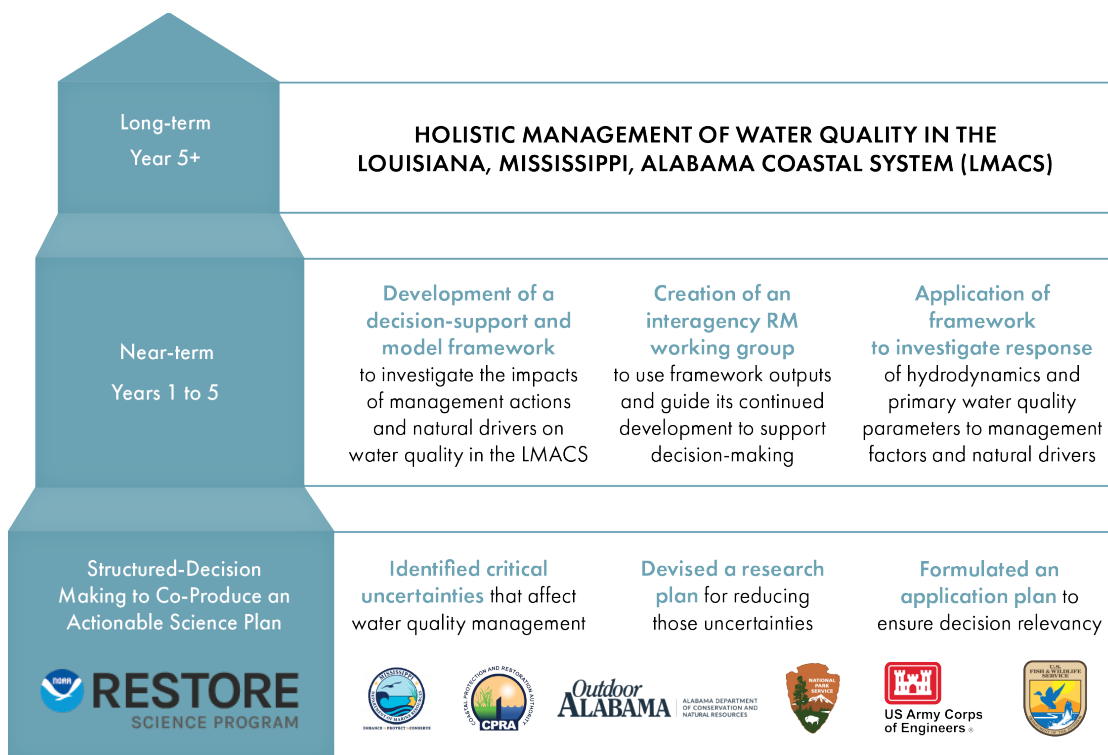 Long-term
Year 5+
HOLISTIC MANAGEMENT OF WATER QUALITY IN THE
LOUISIANA, MISSISSIPPI, ALABAMA COASTAL SYSTEM (LMACS)
Near-term
Years 1 to 5
Development of a
decision-support and
model framework
to investigate the impacts
of management actions
and natural drivers on
water quality in the LMACS
Creation of an
interagency RM
working group
to use framework outputs
and guide its continued
development to support
decision-making
Application of
framework
to investigate response
of hydrodynamics and
primary water quality
parameters to management
factors and natural drivers
Structured-Decision
Making to Co-Produce an
Actionable Science Plan
Identified critical
uncertainties that affect
water quality management
Devised a research
plan for reducing
those uncertainties
Formulated an
application plan to
ensure decision relevancy
NOAA
RESTORE
SCIENCE PROGRAM
MISSISSIPPI
ENHANCE PROTECT CONSERVE
COASTAL PROTECTION AND RESTORATION AUTHORITY
CPRA
Outdoor
ALABAMA
ALABAMA DEPARTMENT
OF CONSERVATION AND
NATURAL RESOURCES
NATIONAL
PARK
SERVICE
US Army Corps
of Engineers ®
U.S.
FISH & WILDLIFE
SERVICE